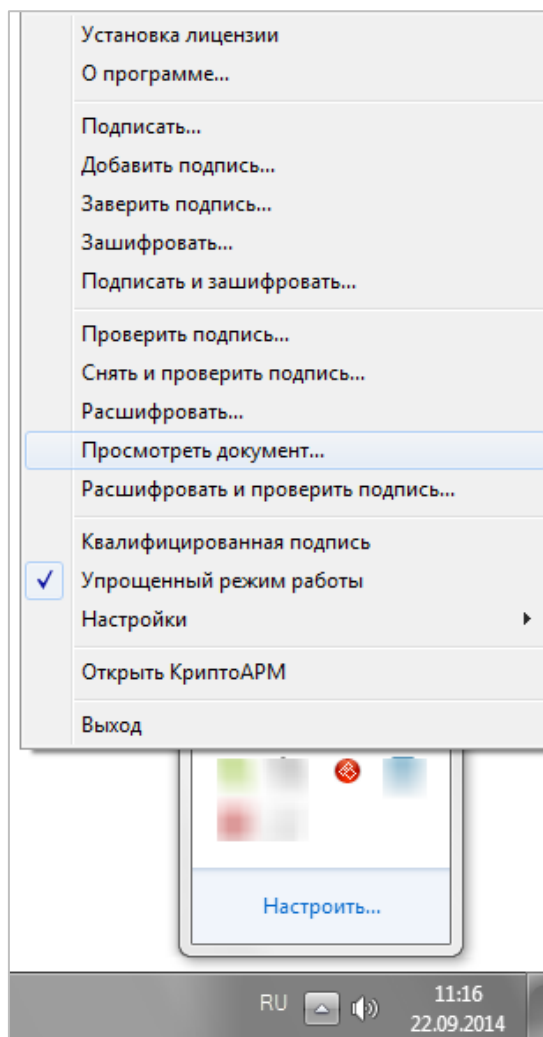 Установка лицензии
О программе...
Подписать...
Добавить подпись...
Заверить подпись...
Зашифровать...
Подписать и зашифровать...
Проверить подпись...
Снять и проверить подпись...
Расшифровать...
Просмотреть документ...
Расшифровать и проверить подпись...
Квалифицированная подпись
Упрощенный режим работы
Настройки
Открыть КриптоАРМ
Выход
Настроить...
RU
11:16
22.09.2014